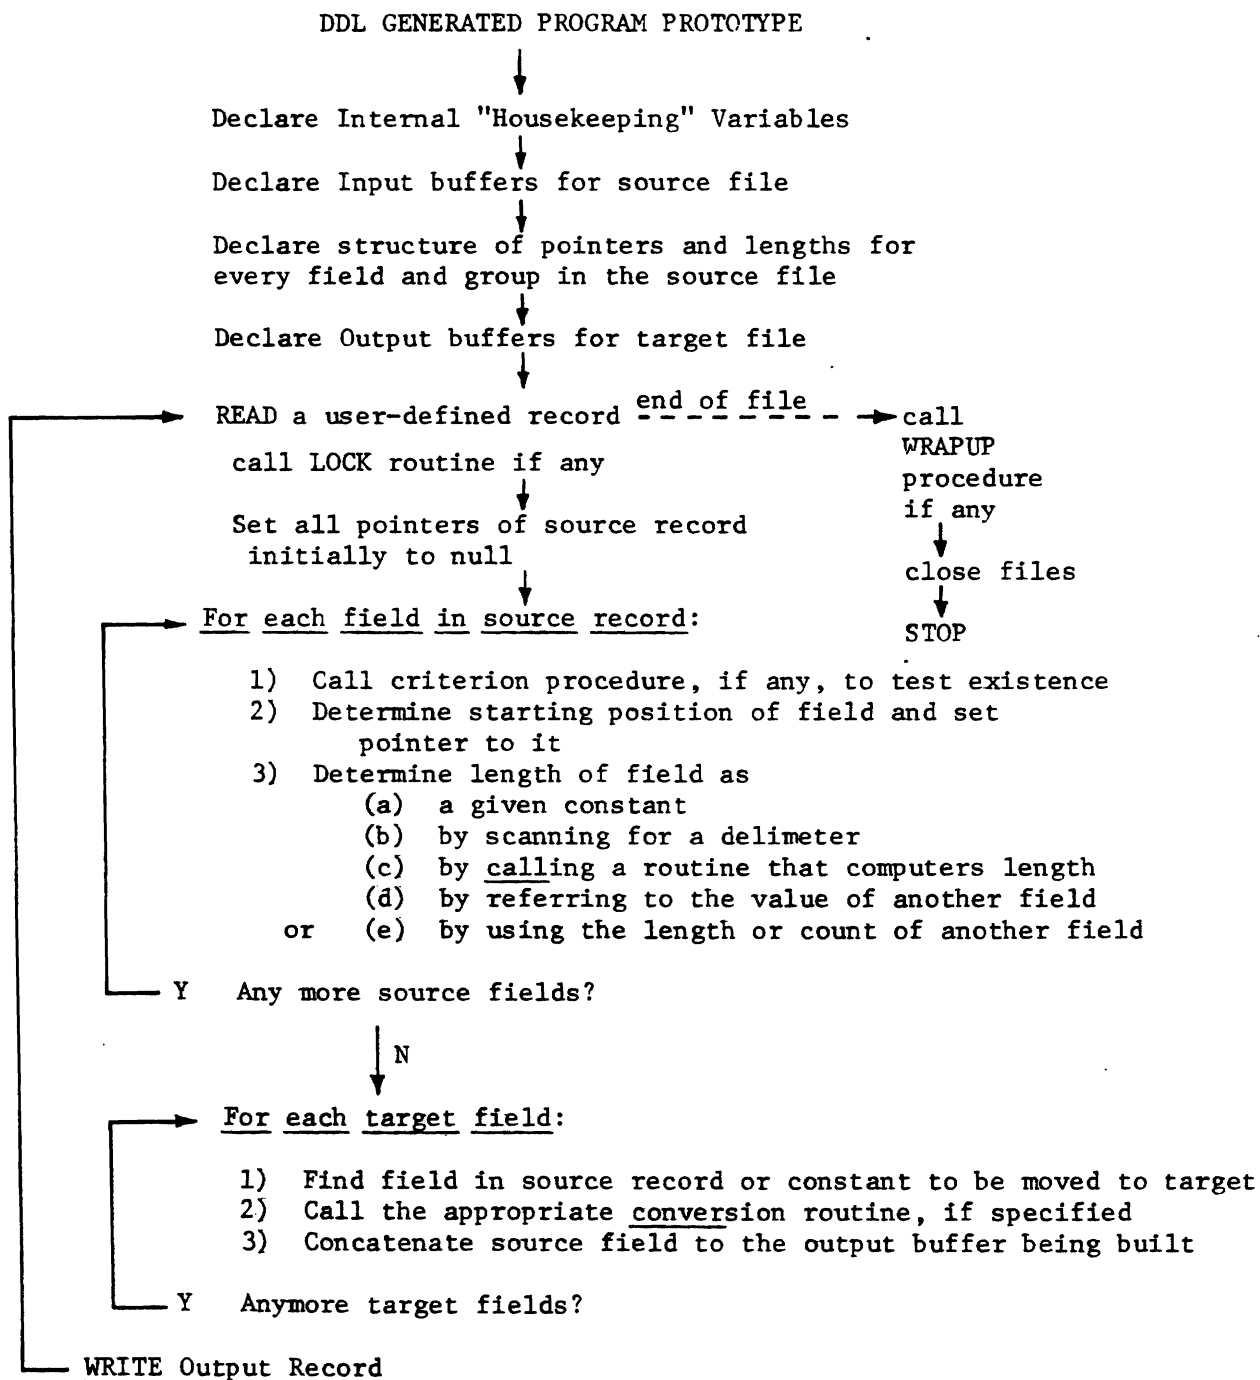 DDL GENERATED PROGRAM PROTOTYPE
Declare Internal "Housekeeping" Variables
Declare Input buffers for source file
Declare structure of pointers and lengths for
every field and group in the source file
Declare Output buffers for target file
READ a user-defined record end of file call
WRAPUP
procedure
if any
close files
STOP
call LOCK routine if any
Set all pointers of source record
initially to null
For each field in source record:
1) Call criterion procedure, if any, to test existence
2) Determine starting position of field and set
pointer to it
3) Determine length of field as
(a) a given constant
(b) by scanning for a delimeter
(c) by calling a routine that computers length
(d) by referring to the value of another field
or (e) by using the length or count of another field
Y Any more source fields?
N
For each target field:
1) Find field in source record or constant to be moved to target
2) Call the appropriate conversion routine, if specified
3) Concatenate source field to the output buffer being built
Y Anymore target fields?
WRITE Output Record